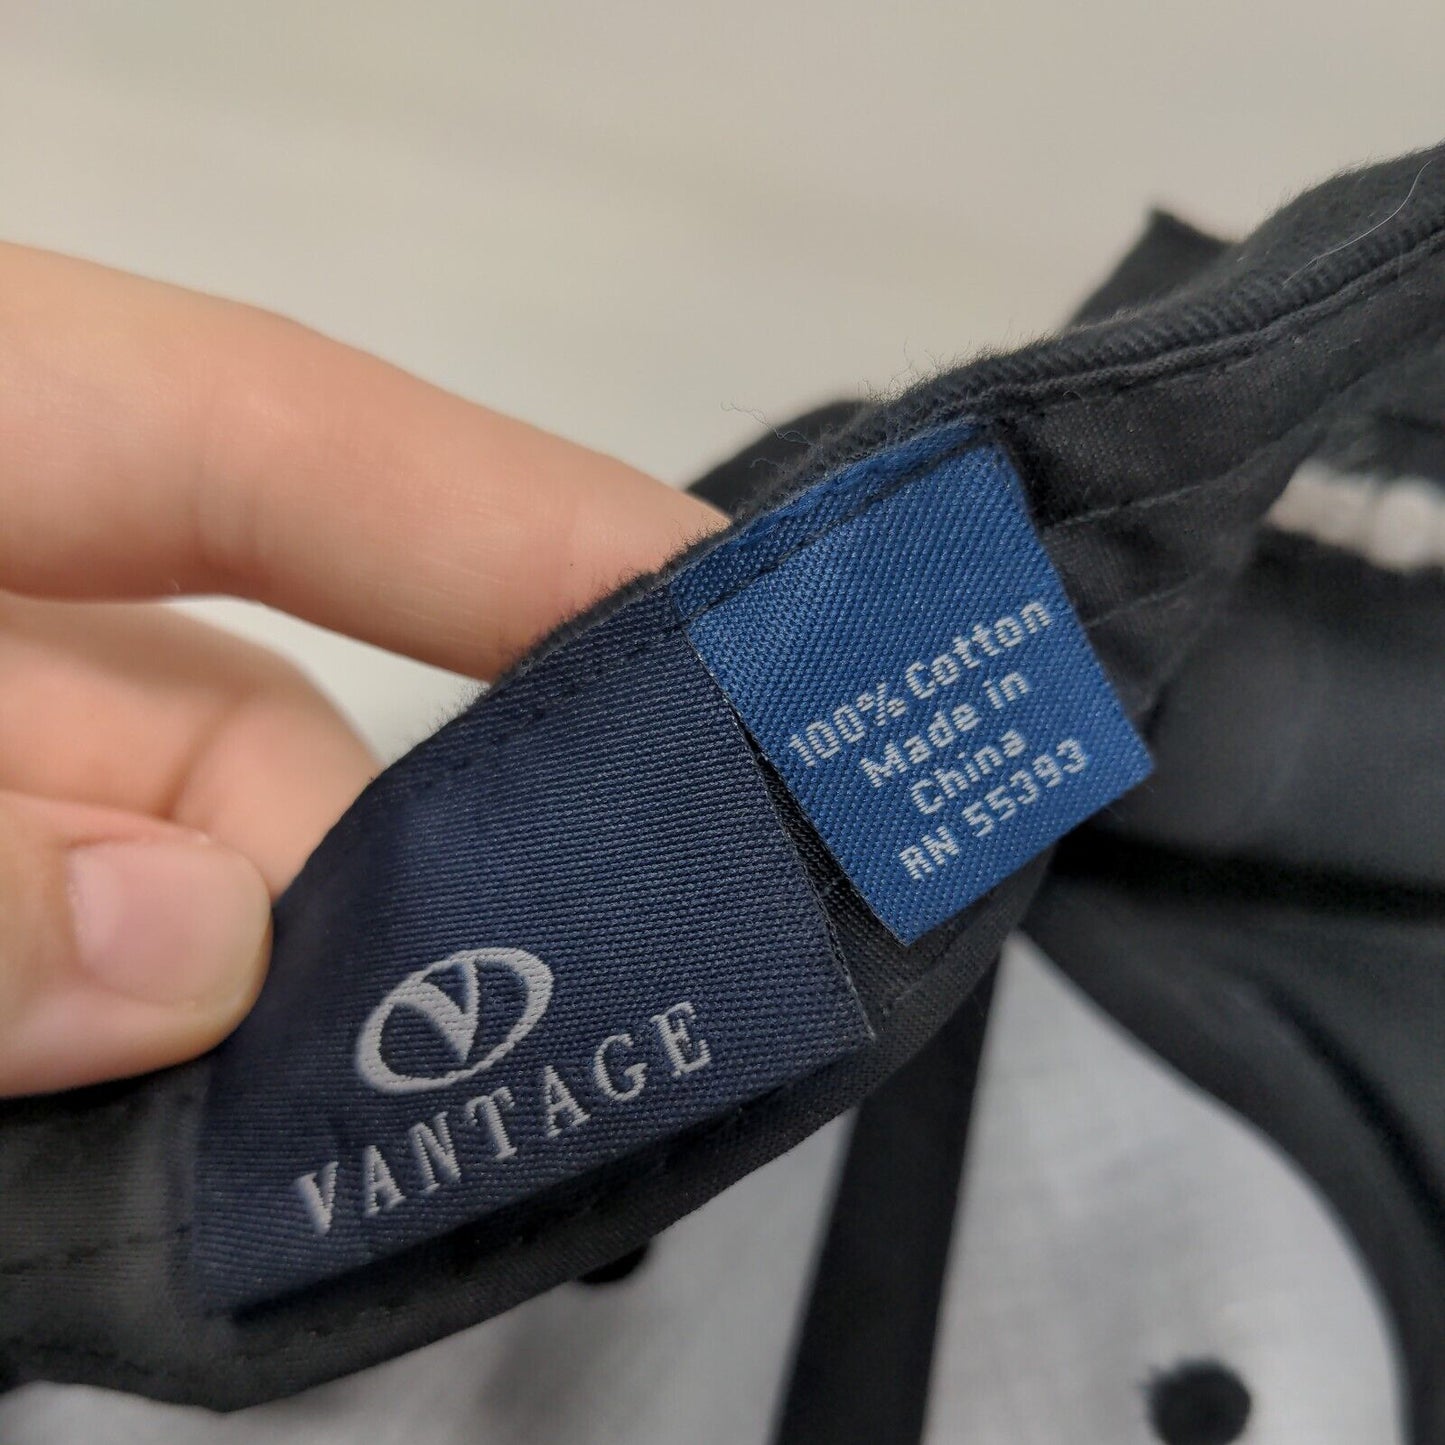 100% Cotton
Made in
China
RN 55393
V
VANTAGE